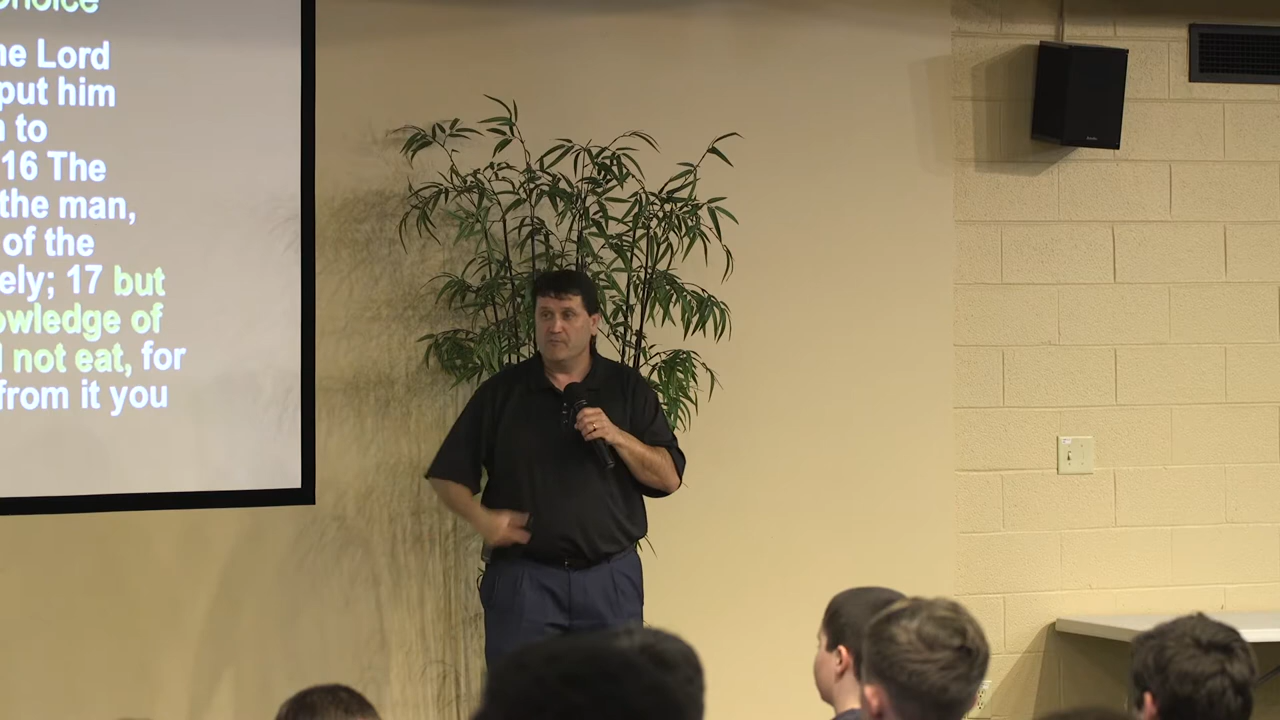 choice
he Lord
put him
to
16 The
the man,
of the
ely; 17 but
owledge of
not eat, for
from it you